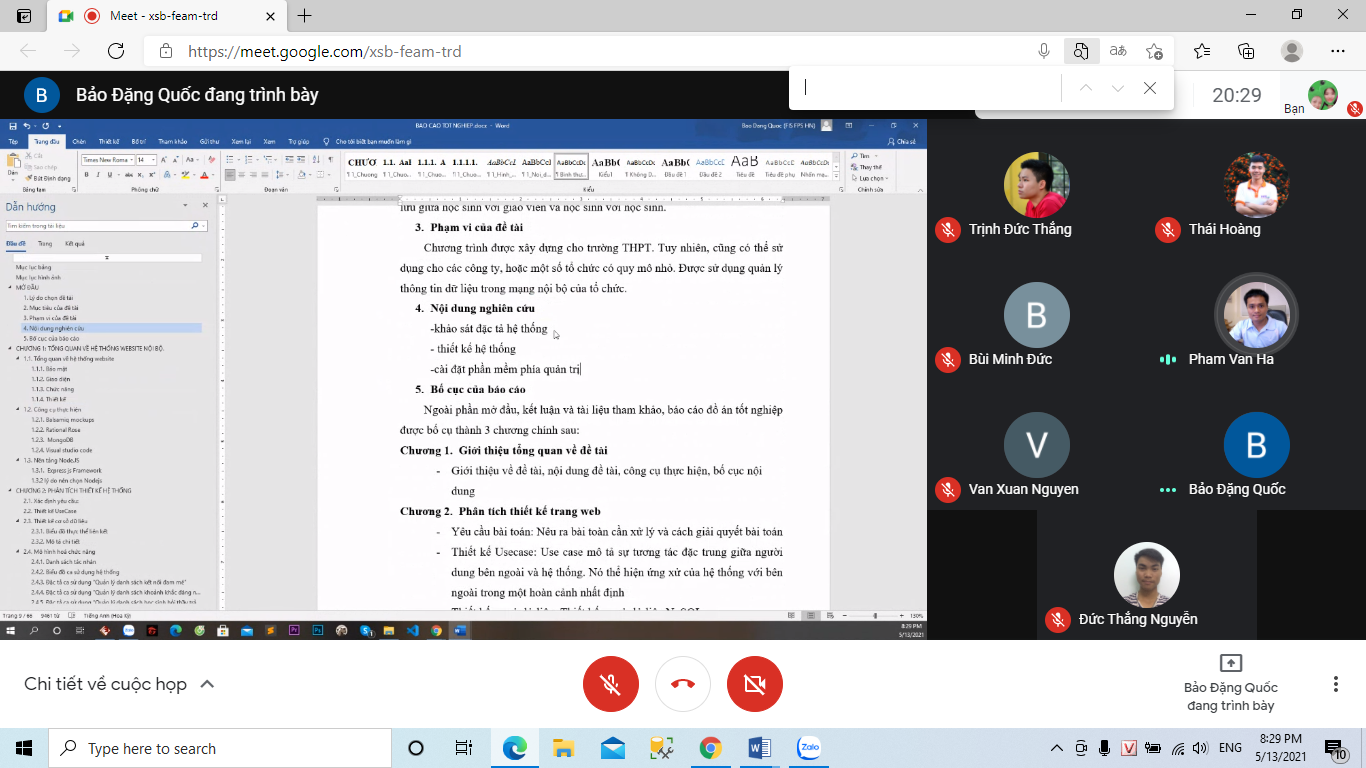 Meet - xsb-feam-trd
https://meet.google.com/xsb-feam-trd
B Bảo Đặng Quốc đang trình bày
20:29
Bạn
BAO CAO TOT NGHIEP.docx - Word
Bao Dang Quoc (FIS FPS HN)
Tệp Trang đầu Chèn Thiết kế Bố trí Tham khảo Gửi thư Xem lại Xem Trợ giúp Cho tôi biết bạn muốn làm gì Chia sẻ
Dán Cắt Sao chép Bút Định dạng
Times New Roma 14
Bảng tạm Phông chữ Đoạn văn Kiểu Chỉnh sửa
Tìm Thay thế Lựa chọn
Dẫn hướng
Tìm kiếm trong tài liệu
Đầu đề Trang Kết quả
Mục lục bảng
Mục lục hình ảnh
MỞ ĐẦU
1. Lý do chọn đề tài
2. Mục tiêu của đề tài
3. Phạm vi của đề tài
4. Nội dung nghiên cứu
5. Bố cục của báo cáo
CHƯƠNG 1: TỔNG QUAN VỀ HỆ THỐNG WEBSITE NỘI BỘ.
1.1. Tổng quan về hệ thống website
1.1.1. Bảo mật
1.1.2. Giao diện
1.1.3. Chức năng
1.1.4. Thiết kế
1.2. Công cụ thực hiện
1.2.1. Balsamiq mockups
1.2.2. Rational Rose
1.2.3. MongoDB
1.2.4. Visual studio code
1.3. Nền tảng NodeJS
1.3.1. Express js Framework
1.3.2 lý do nên chọn Nodejs
CHƯƠNG 2: PHÂN TÍCH THIẾT KẾ HỆ THỐNG
2.1. Xác định yêu cầu:
2.2. Thiết kế UseCase
2.3. Thiết kế cơ sở dữ liệu
2.3.1. Biểu đồ thực thể liên kết
2.3.2. Mô tả chi tiết
2.4. Mô hình hoá chức năng
2.4.1. Danh sách tác nhân
2.4.2. Biểu đồ ca sử dụng hệ thống
2.4.3. Đặc tả ca sử dụng "Quản lý danh sách kết nối đam mê"
2.4.4. Đặc tả ca sử dụng "Quản lý danh sách khoảnh khắc đáng n...
lưu giữa học sinh với giáo viên và học sinh với học sinh.
3. Phạm vi của đề tài
Chương trình được xây dựng cho trường THPT. Tuy nhiên, cũng có thể sử
dụng cho các công ty, hoặc một số tổ chức có quy mô nhỏ. Được sử dụng quản lý
thông tin dữ liệu trong mạng nội bộ của tổ chức.
4. Nội dung nghiên cứu
-khảo sát đặc tả hệ thống
- thiết kế hệ thống
-cài đặt phần mềm phía quản trị
5. Bố cục của báo cáo
Ngoài phần mở đầu, kết luận và tài liệu tham khảo, báo cáo đồ án tốt nghiệp
được bố cụ thành 3 chương chính sau:
Chương 1. Giới thiệu tổng quan về đề tài
- Giới thiệu về đề tài, nội dung đề tài, công cụ thực hiện, bố cục nội
dung
Chương 2. Phân tích thiết kế trang web
- Yêu cầu bài toán: Nêu ra bài toán cần xử lý và cách giải quyết bài toán
- Thiết kế Usecase: Use case mô tả sự tương tác đặc trưng giữa người
dùng bên ngoài và hệ thống. Nó thể hiện ứng xử của hệ thống với bên
ngoài trong một hoàn cảnh nhất định
Trang 9 / 66 9461 từ Tiếng Anh (Hoa Kỳ) 130%
8:29 PM
5/13/2021
Trịnh Đức Thắng
Thái Hoàng
B
Bùi Minh Đức
Pham Van Ha
V
Van Xuan Nguyen
B
Bảo Đặng Quốc
Đức Thắng Nguyễn
Chi tiết về cuộc họp
Bảo Đặng Quốc
đang trình bày
Type here to search
Zalo
ENG
8:29 PM
5/13/2021
10